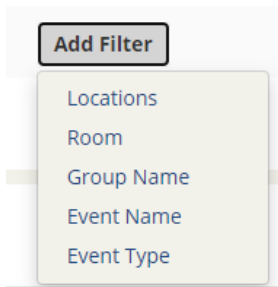 Add Filter
Locations
Room
Group Name
Event Name
Event Type